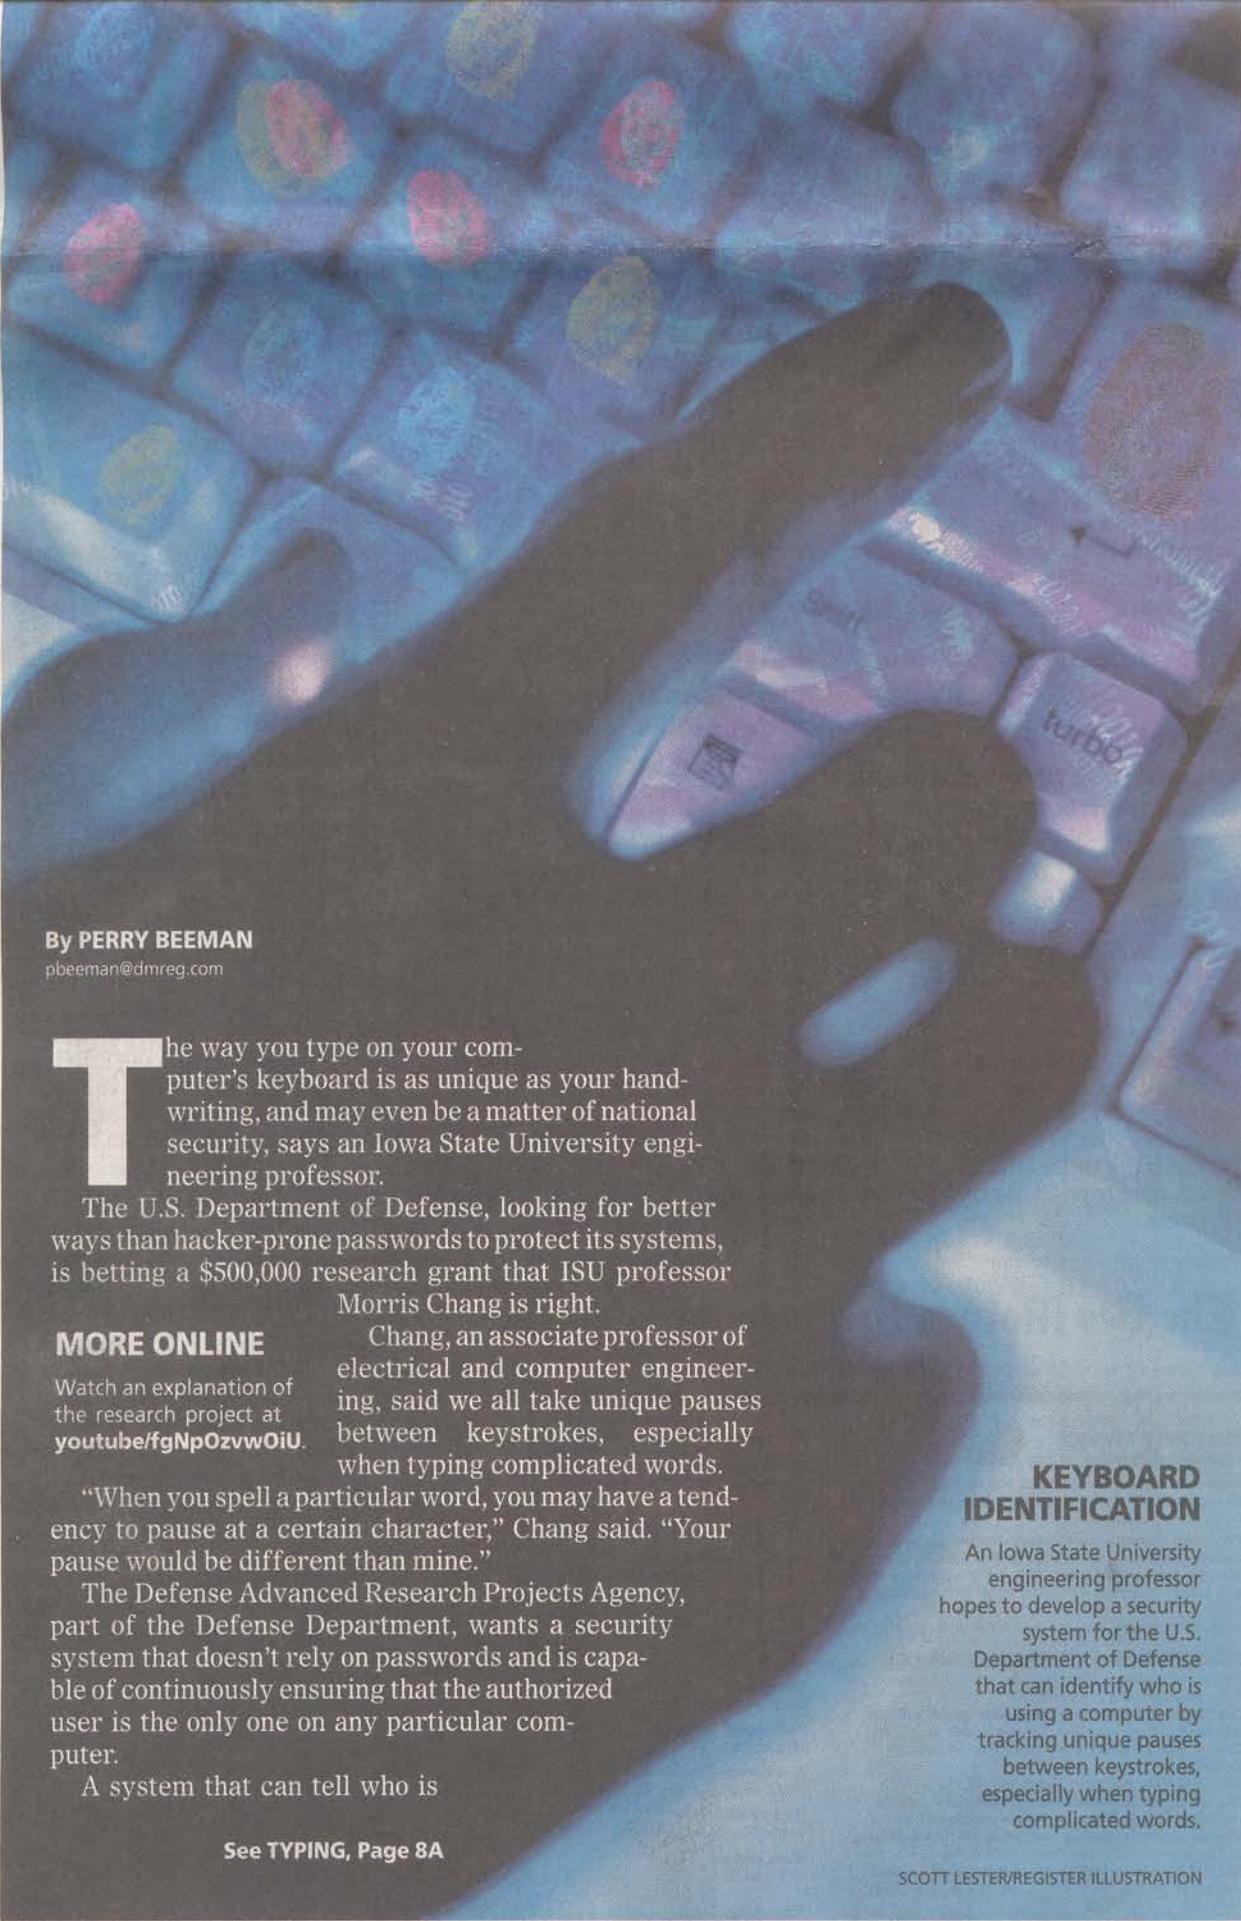 shift
turbo
By PERRY BEEMAN
pbeeman@dmreg.com
The way you type on your com-
puter's keyboard is as unique as your hand-
writing, and may even be a matter of national
security, says an Iowa State University engi-
neering professor.
The U.S. Department of Defense, looking for better
ways than hacker-prone passwords to protect its systems,
is betting a $500,000 research grant that ISU professor
Morris Chang is right.
Chang, an associate professor of
electrical and computer engineer-
ing, said we all take unique pauses
between keystrokes, especially
when typing complicated words.
MORE ONLINE
Watch an explanation of
the research project at
youtube/fgNpOzvwOiU.
“When you spell a particular word, you may have a tend-
ency to pause at a certain character,” Chang said. “Your
pause would be different than mine.”
The Defense Advanced Research Projects Agency,
part of the Defense Department, wants a security
system that doesn't rely on passwords and is capa-
ble of continuously ensuring that the authorized
user is the only one on any particular com-
puter.
A system that can tell who is
See TYPING, Page 8A
KEYBOARD
IDENTIFICATION
An Iowa State University
engineering professor
hopes to develop a security
system for the U.S.
Department of Defense
that can identify who is
using a computer by
tracking unique pauses
between keystrokes,
especially when typing
complicated words.
SCOTT LESTER/REGISTER ILLUSTRATION